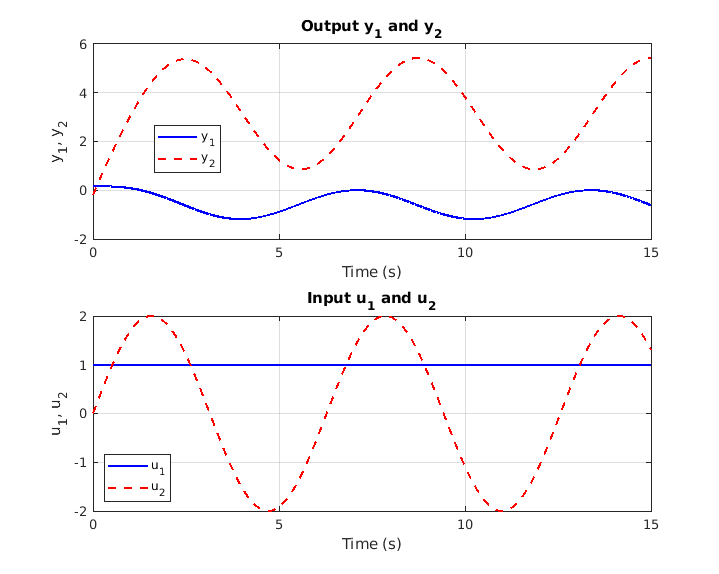 Output y1 and y2
6
4
2
0
-2
y1, y2
y1
y2
0
5
10
15
Time (s)
Input u1 and u2
2
1
0
-1
-2
u1, u2
u1
u2
0
5
10
15
Time (s)